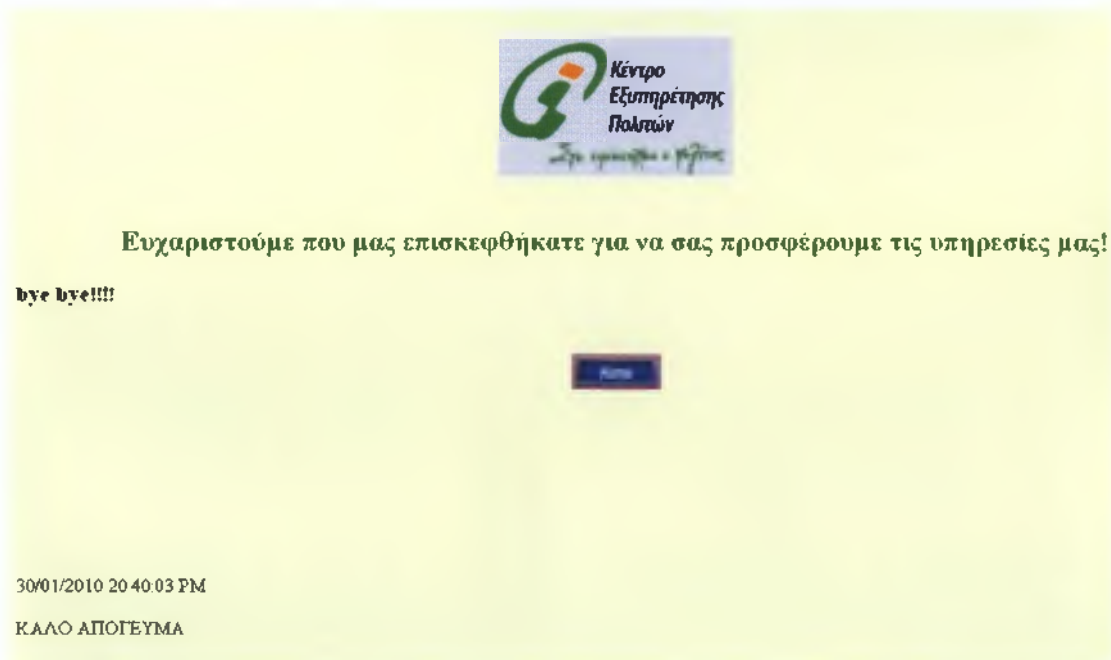 Κέντρο
Εξυπηρέτησης
Πολιτών
Ευχαριστούμε που μας επισκεφθήκατε για να σας προσφέρουμε τις υπηρεσίες μας!
bye bye!!!!
Home
30/01/2010 20:40:03 PM
ΚΑΛΟ ΑΠΟΓΕΥΜΑ